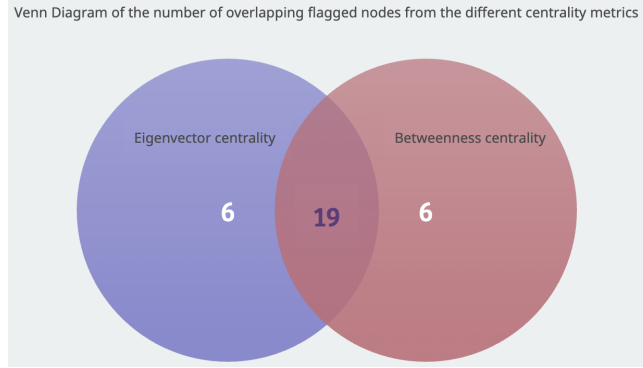 Venn Diagram of the number of overlapping flagged nodes from the different centrality metrics
Eigenvector centrality
Betweenness centrality
6
19
6